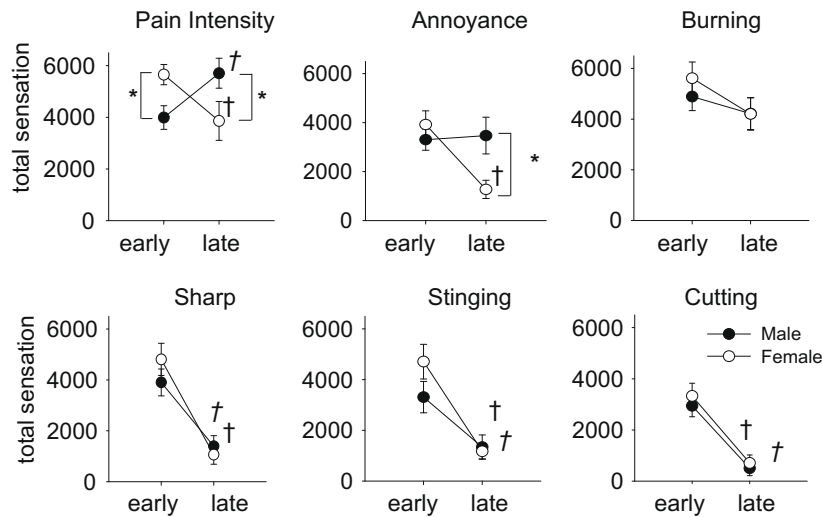 Pain Intensity
Annoyance
Burning
total sensation
6000
4000
2000
0
*
†
†
*
early late
6000
4000
2000
0
†
*
early late
6000
4000
2000
0
early late
Sharp
Stinging
Cutting
total sensation
6000
4000
2000
0
†
†
early late
6000
4000
2000
0
†
†
early late
6000
4000
2000
0
Male
Female
†
†
early late